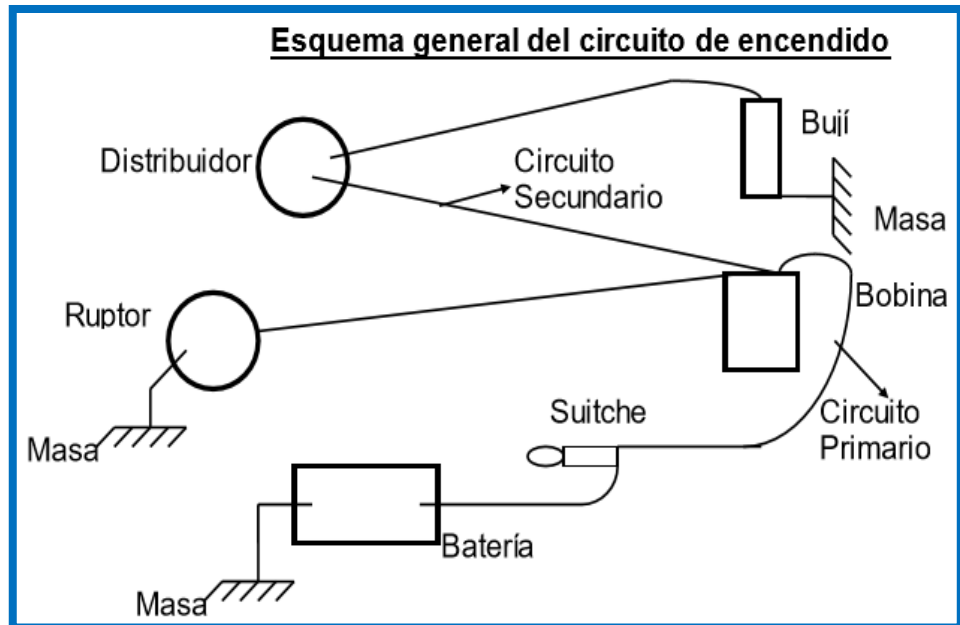 Esquema general del circuito de encendido
Bují
Distribuidor
Circuito
Secundario
Masa
Bobina
Ruptor
Suitche
Circuito
Primario
Masa
Batería
Masa